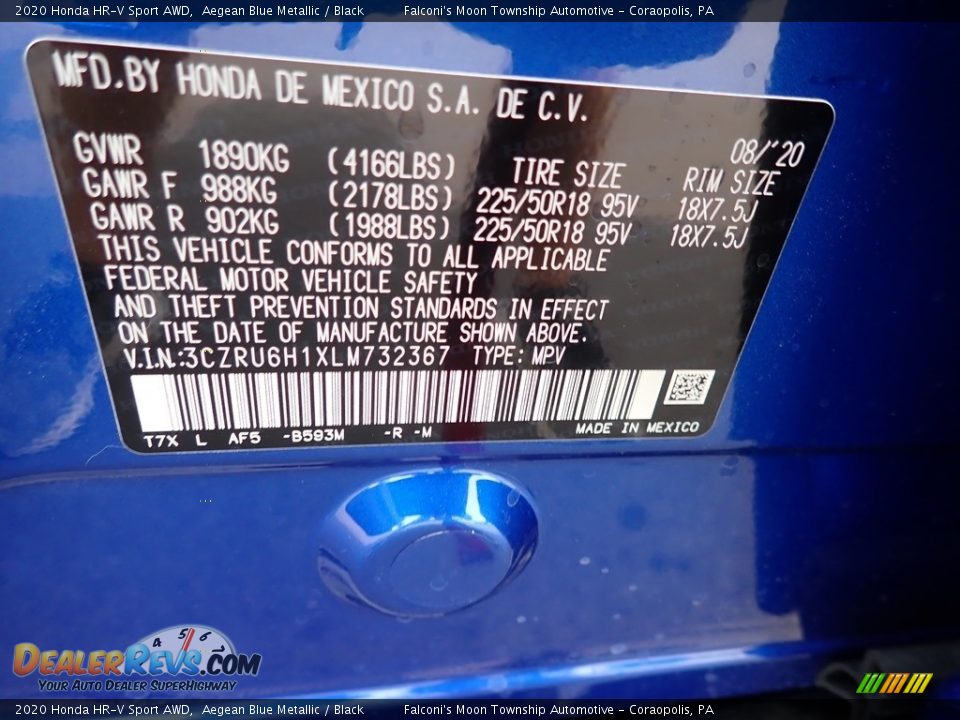 2020 Honda HR-V Sport AWD,  Aegean Blue Metallic / Black    Falconi's Moon Township Automotive - Coraopolis, PA
MFD.BY HONDA DE MEXICO S.A. DE C.V.
08/'20
GVWR 1890KG (4166LBS) TIRE SIZE RIM SIZE
GAWR F 988KG (2178LBS) 225/50R18 95V 18X7.5J
GAWR R 902KG (1988LBS) 225/50R18 95V 18X7.5J
THIS VEHICLE CONFORMS TO ALL APPLICABLE
FEDERAL MOTOR VEHICLE SAFETY
AND THEFT PREVENTION STANDARDS IN EFFECT
ON THE DATE OF MANUFACTURE SHOWN ABOVE.
V.I.N.:3CZRU6H1XLM732367 TYPE: MPV
T7X L AF5 -B593M -R -M MADE IN MEXICO
4 5 6
DEALERREVS.COM
YOUR AUTO DEALER SUPERHIGHWAY
2020 Honda HR-V Sport AWD,  Aegean Blue Metallic / Black    Falconi's Moon Township Automotive - Coraopolis, PA